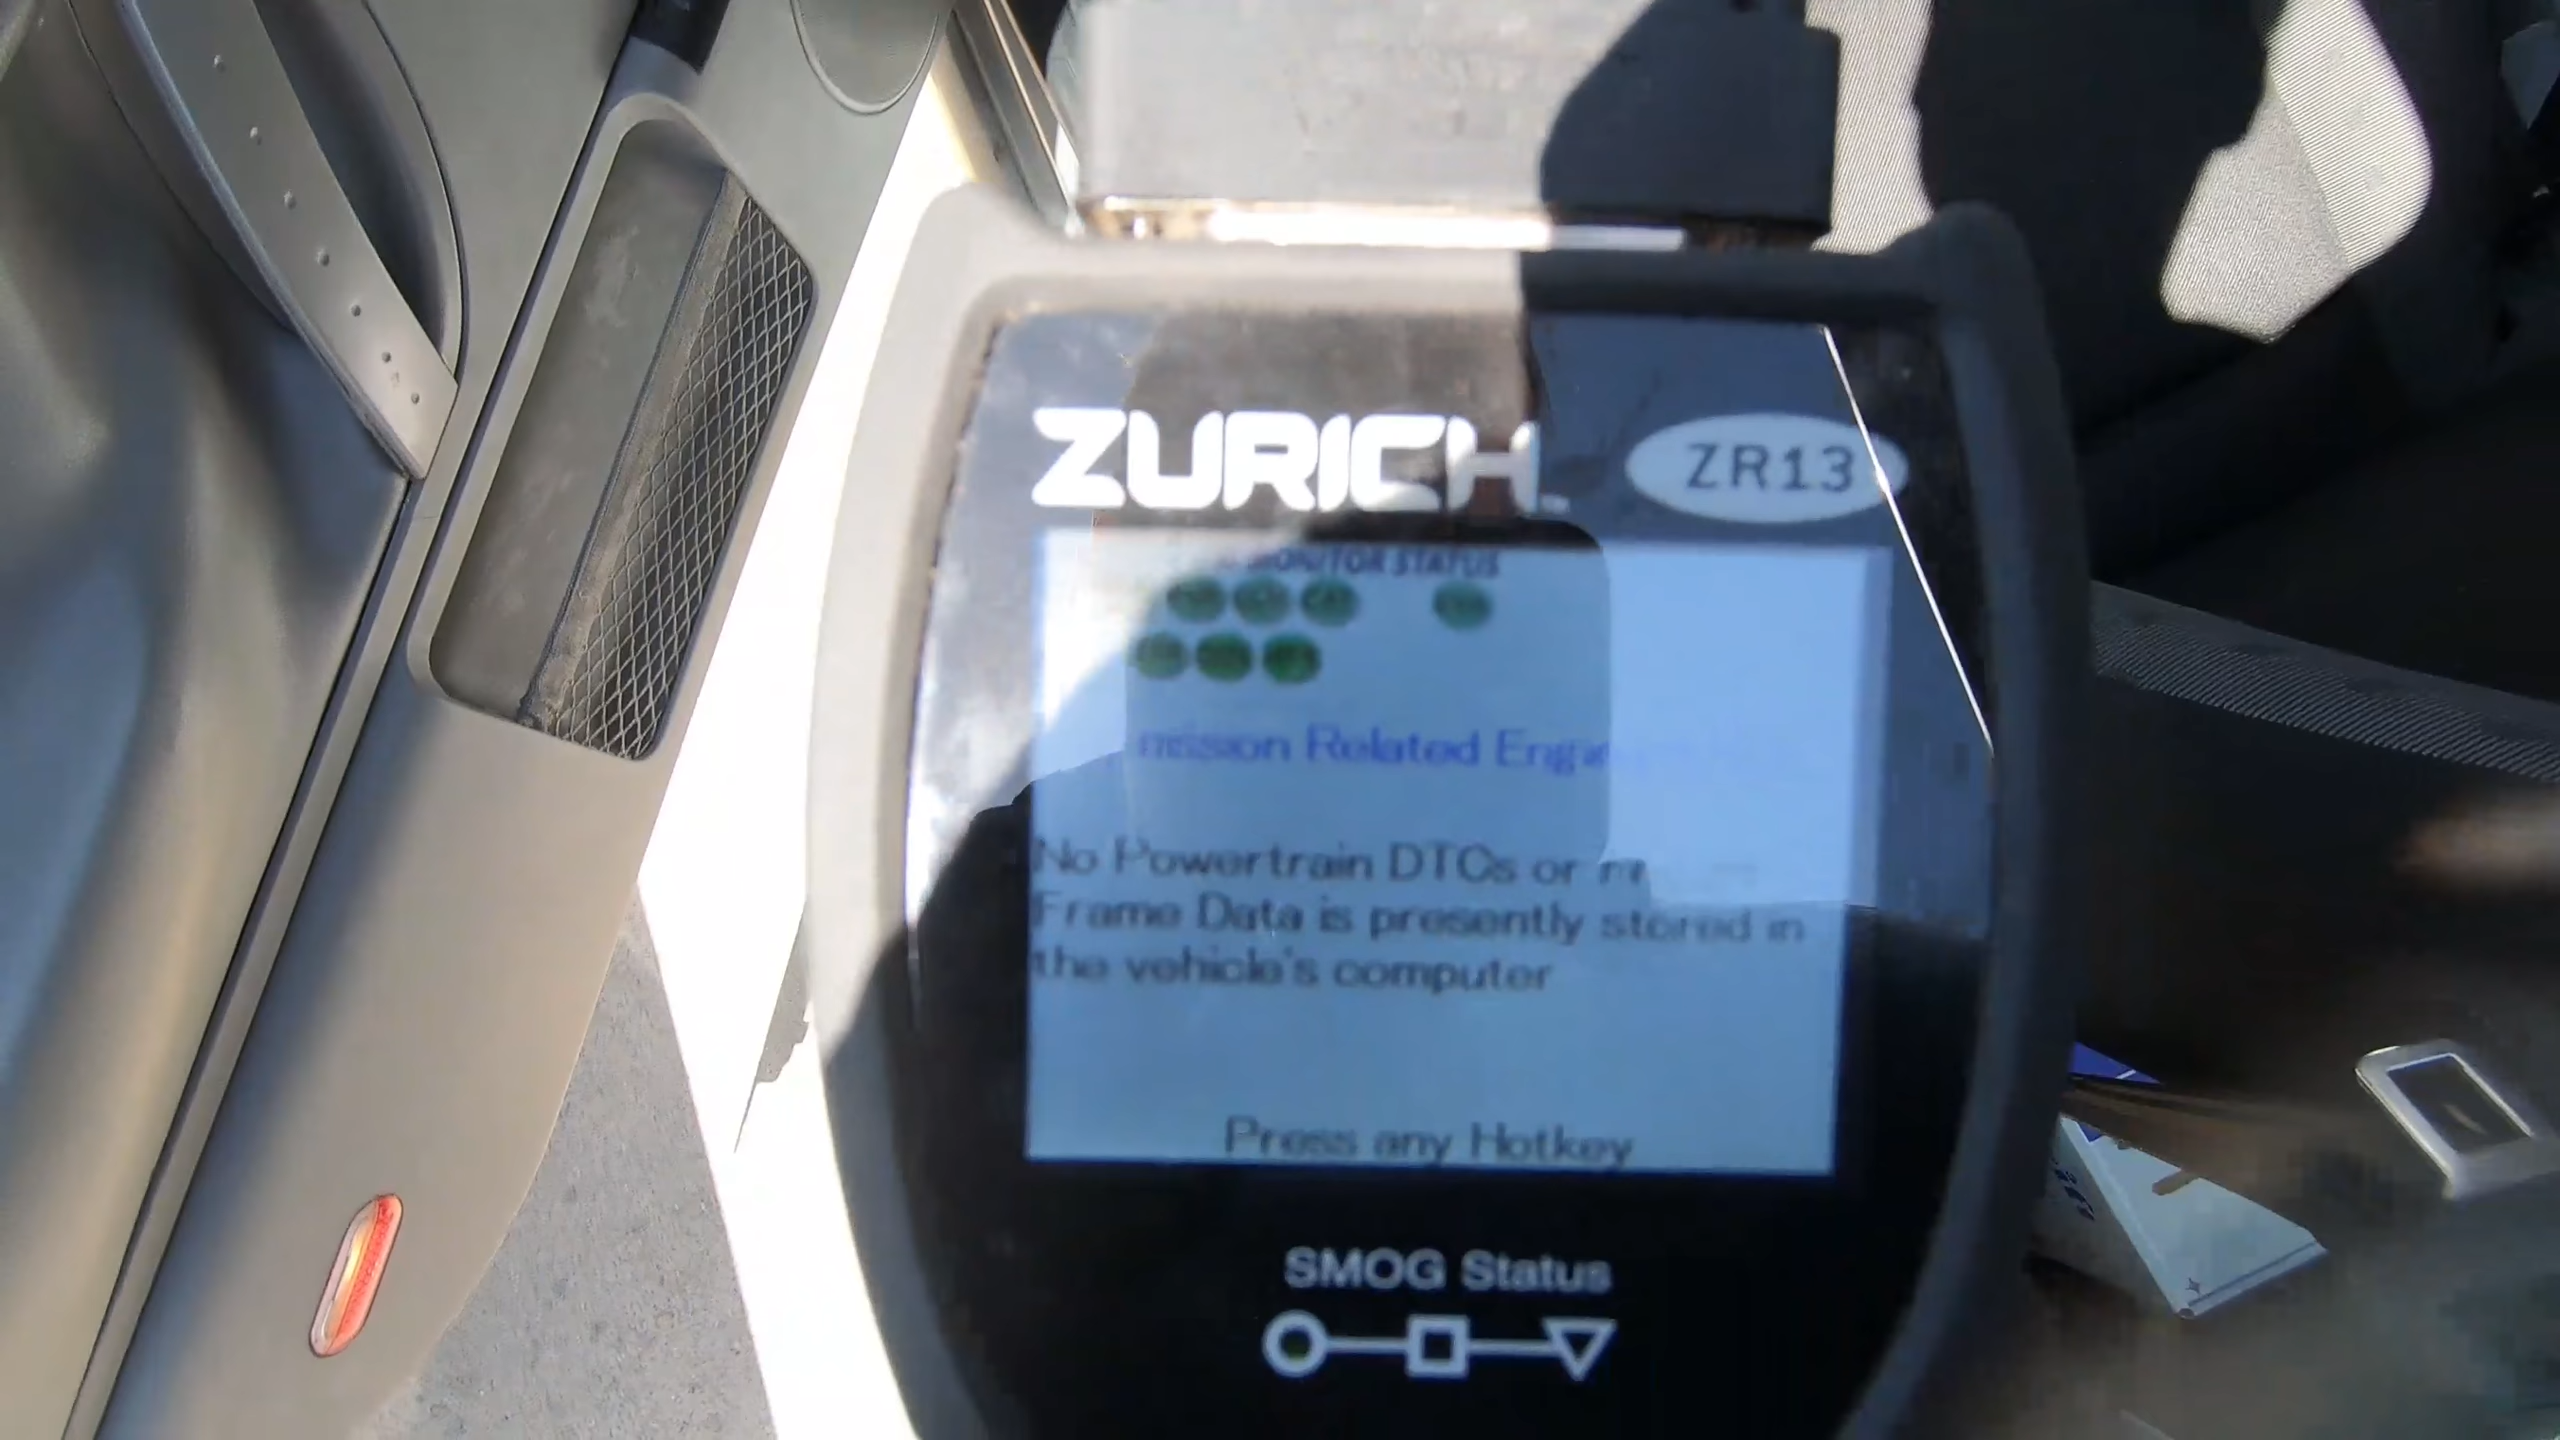 ZURICH
ZR13
MONITOR STATUS
Related
No Powertrain DTCs or
Frame Data is presently stored in
the vehicle's computer
Press any Hotkey
SMOG Status